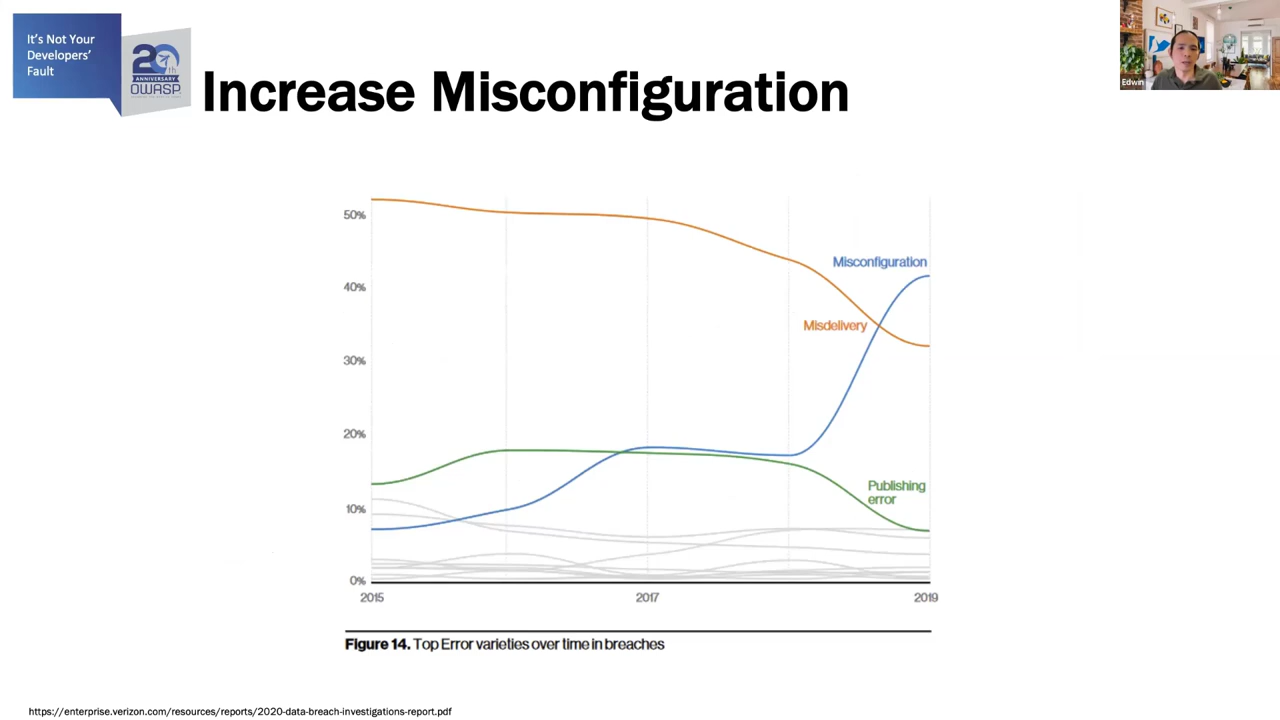 It's Not Your
Developers'
Fault
20th
ANNIVERSARY
OWASP
Increase Misconfiguration
Edwin
50%
40%
30%
20%
10%
0%
Misconfiguration
Misdelivery
Publishing
error
2015
2017
2019
Figure 14. Top Error varieties over time in breaches
https://enterprise.verizon.com/resources/reports/2020-data-breach-investigations-report.pdf